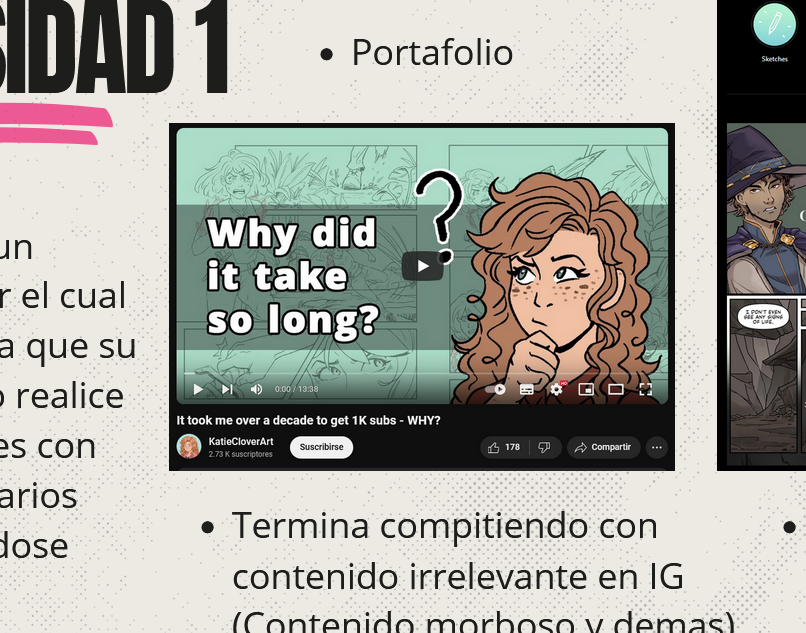 SIDAD 1
un
r el cual
a que su
o realice
es con
arios
dose
Portafolio
Why did
it take
so long?
?
0:00 / 13:38
HD
It took me over a decade to get 1K subs - WHY?
KatieCloverArt
2.73 K suscriptores
Suscribirse
178
Compartir
Termina compitiendo con
contenido irrelevante en IG
(Contenido morboso y demas)
Sketches
I DON'T EVEN
SEE ANY SIGNS
OF LIFE.